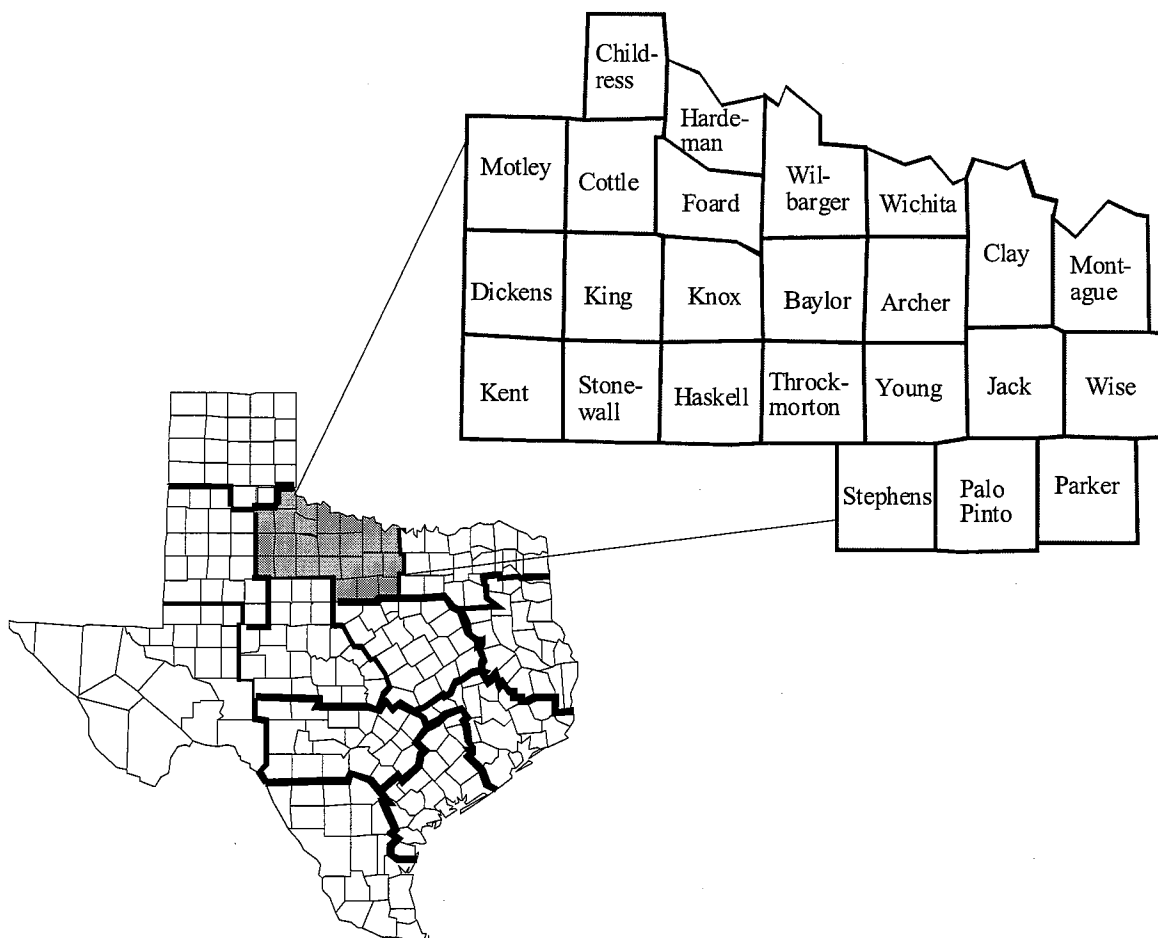 Child-
ress
Harde-
man
Motley
Cottle
Foard
Wil-
barger
Wichita
Clay
Mont-
ague
Dickens
King
Knox
Baylor
Archer
Kent
Stone-
wall
Haskell
Throck-
morton
Young
Jack
Wise
Stephens
Palo
Pinto
Parker